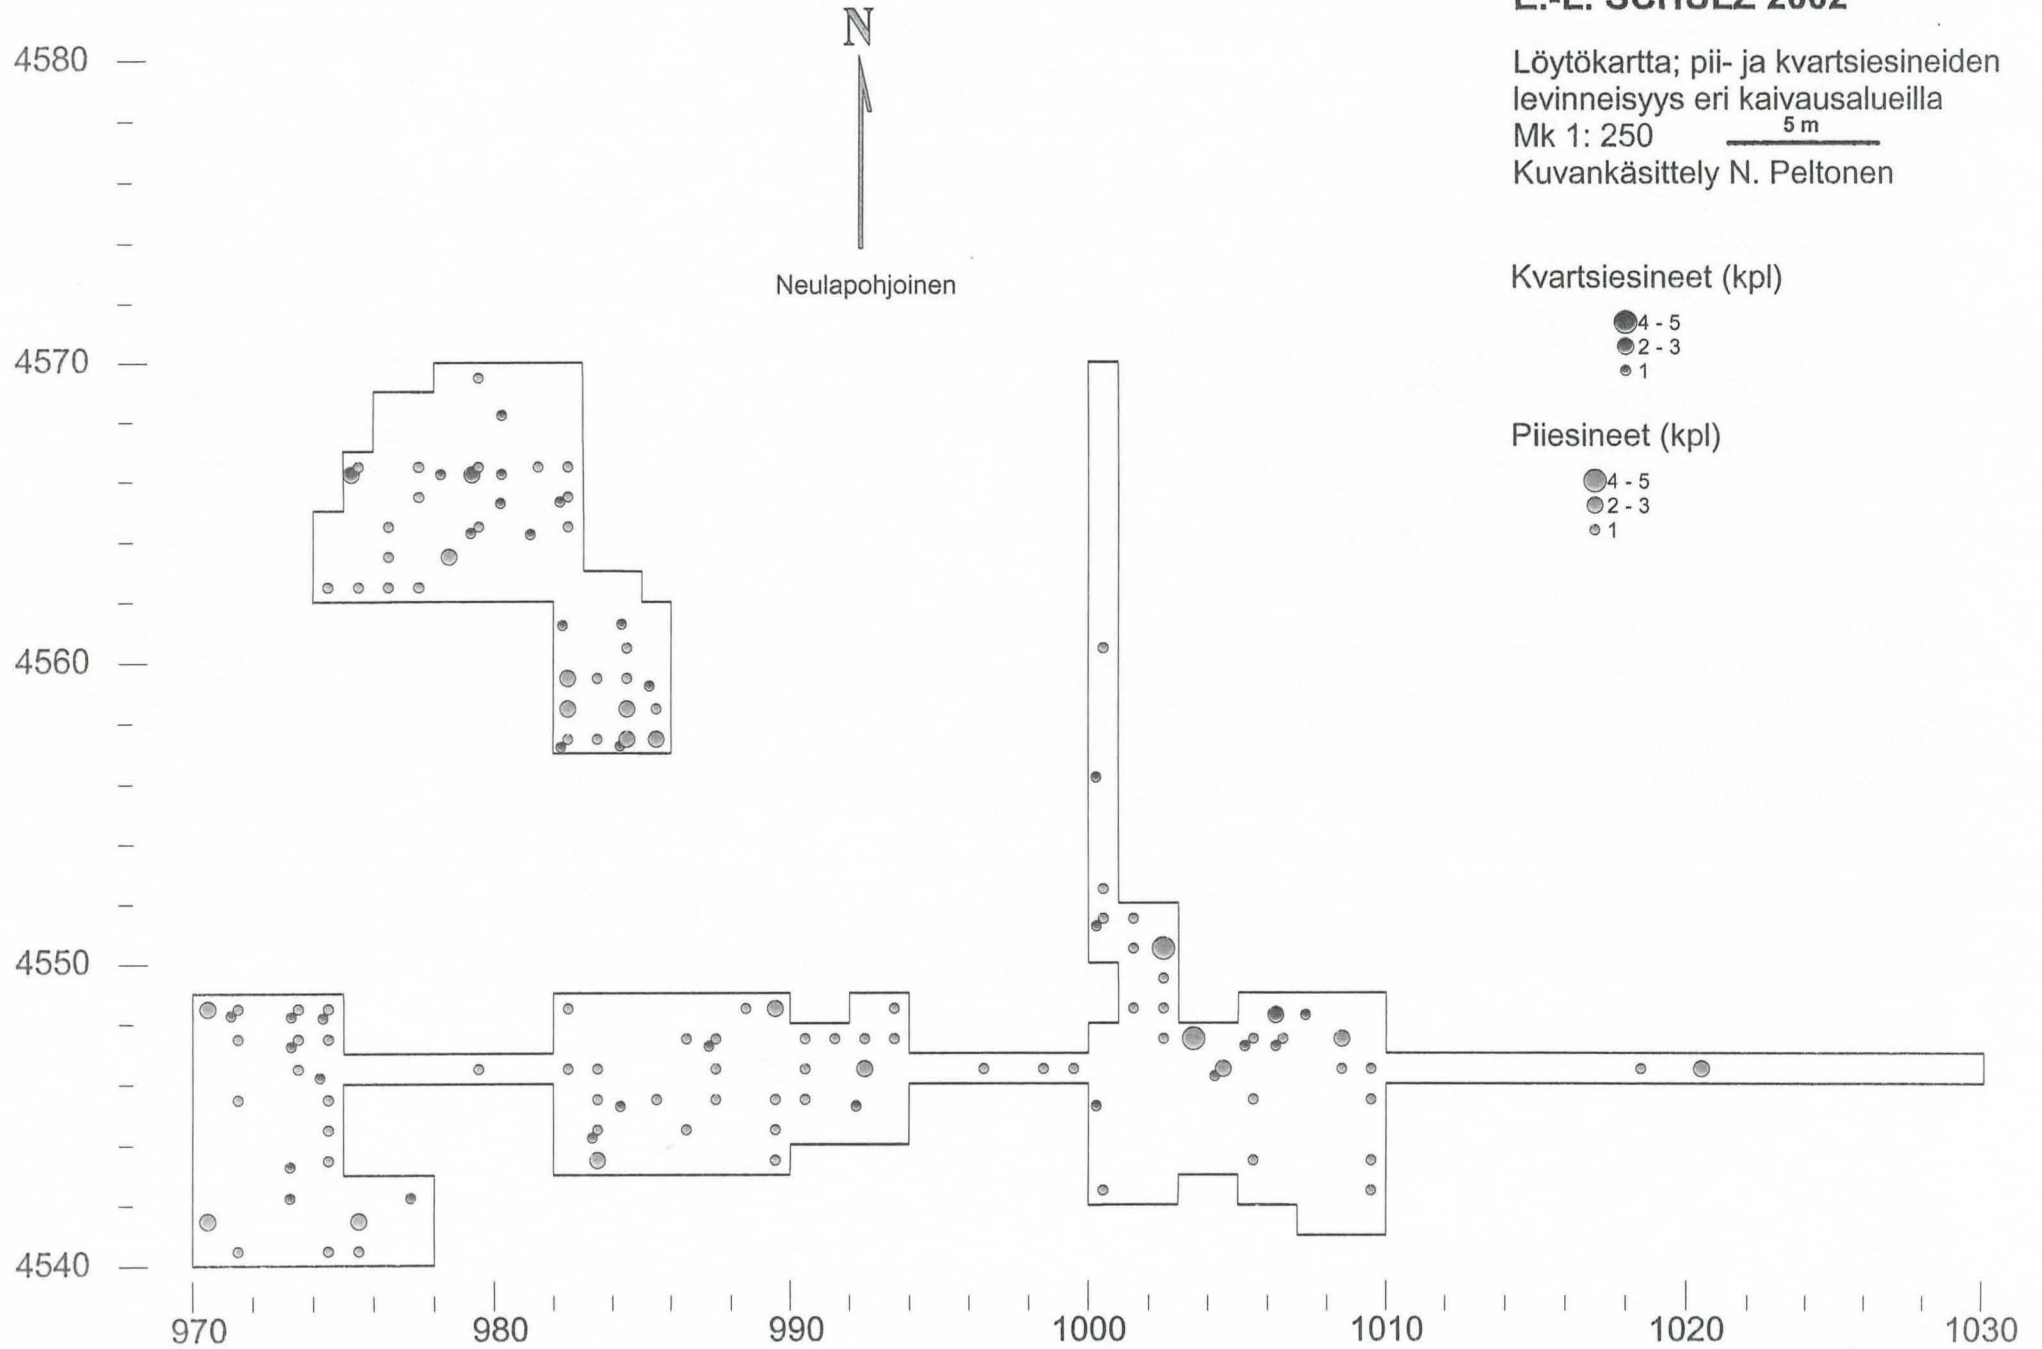 E.-L. SCHULZ 2002
Löytökartta; pii- ja kvartsiesineiden
levinneisyys eri kaivausalueilla
Mk 1: 250
5 m
Kuvankäsittely N. Peltonen
N
Neulapohjoinen
Kvartsiesineet (kpl)
4 - 5
2 - 3
1
Piiesineet (kpl)
4 - 5
2 - 3
1
4580
4570
4560
4550
4540
970
980
990
1000
1010
1020
1030